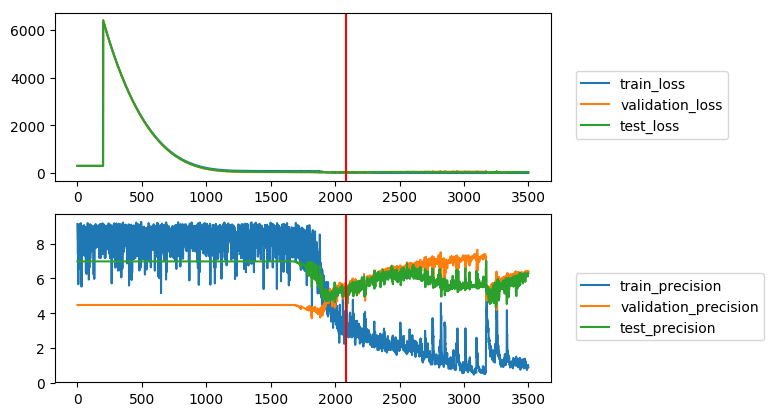 6000
4000
2000
0
0 500 1000 1500 2000 2500 3000 3500
train_loss
validation_loss
test_loss
8
6
4
2
0
0 500 1000 1500 2000 2500 3000 3500
train_precision
validation_precision
test_precision